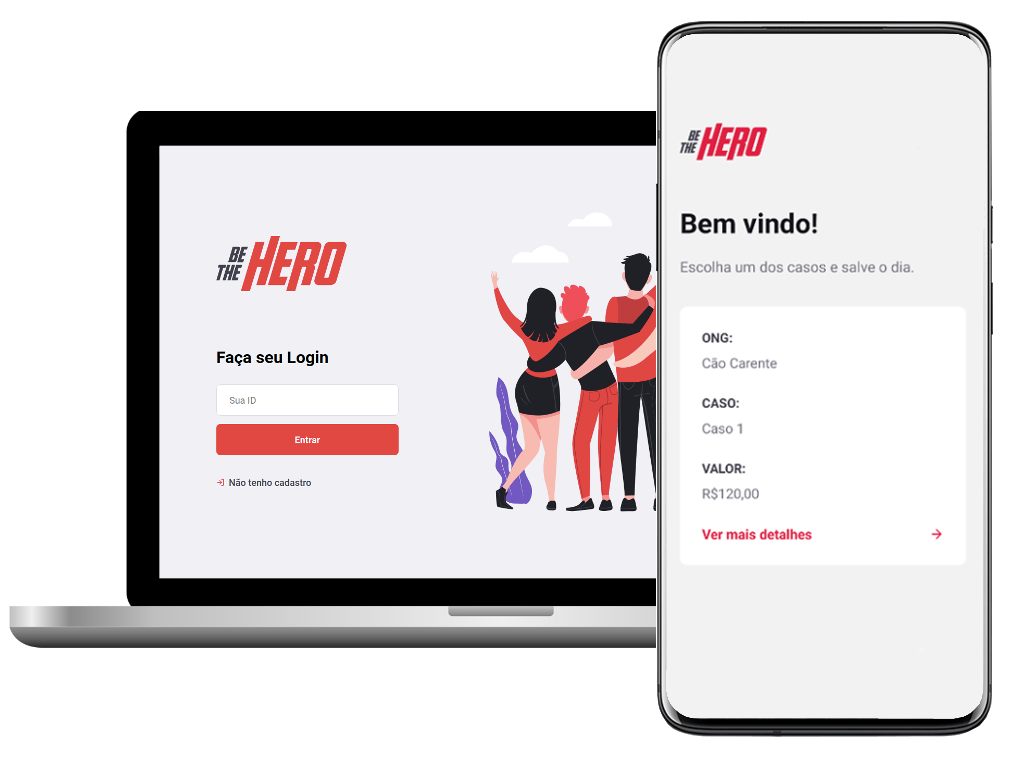 BE
THE HERO
Faça seu Login
Sua ID
Entrar
Não tenho cadastro
BE
THE HERO
Bem vindo!
Escolha um dos casos e salve o dia.
ONG:
Cão Carente
CASO:
Caso 1
VALOR:
R$120,00
Ver mais detalhes